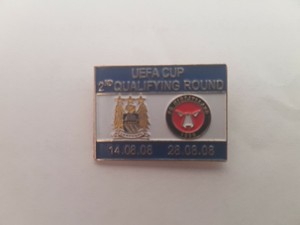 UEFA CUP
2ND QUALIFYING ROUND
14.08.08 28.08.08